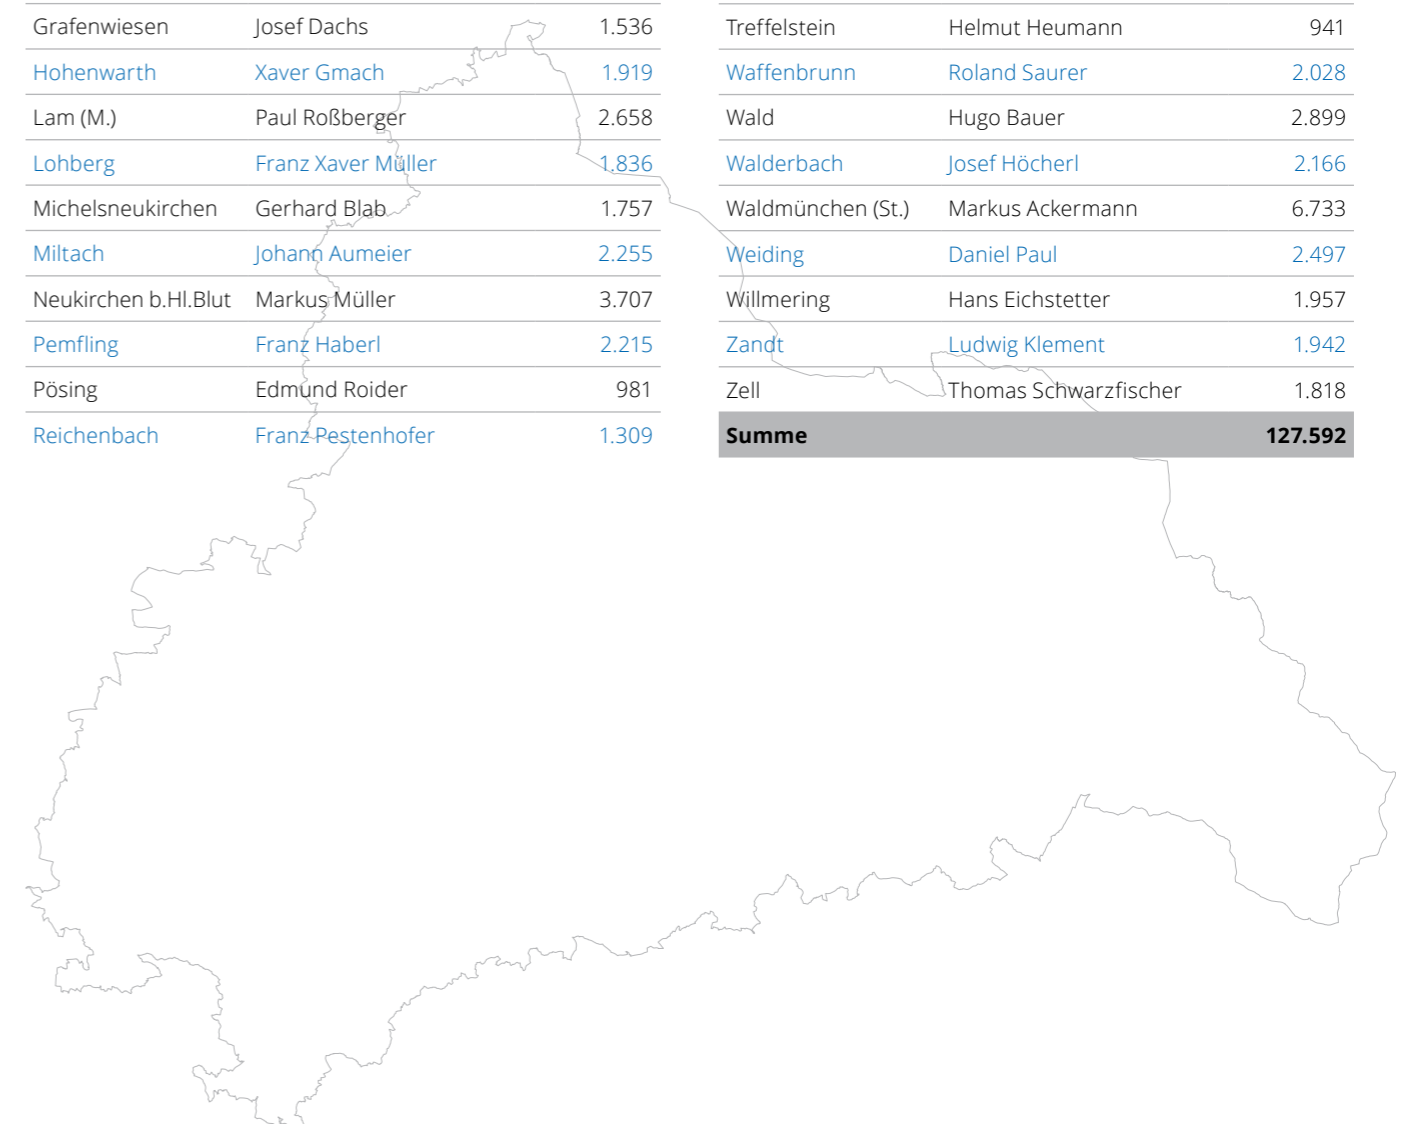 Grafenwiesen Josef Dachs 1.536
Hohenwarth Xaver Gmach 1.919
Lam (M.) Paul Roßberger 2.658
Lohberg Franz Xaver Müller 1.836
Michelsneukirchen Gerhard Blab 1.757
Miltach Johann Aumeier 2.255
Neukirchen b.Hl.Blut Markus Müller 3.707
Pemfling Franz Haberl 2.215
Pösing Edmund Roider 981
Reichenbach Franz Pestenhofer 1.309
Treffelstein Helmut Heumann 941
Waffenbrunn Roland Saurer 2.028
Wald Hugo Bauer 2.899
Walderbach Josef Höcherl 2.166
Waldmünchen (St.) Markus Ackermann 6.733
Weiding Daniel Paul 2.497
Willmering Hans Eichstetter 1.957
Zandt Ludwig Klement 1.942
Zell Thomas Schwarzfischer 1.818
Summe 127.592